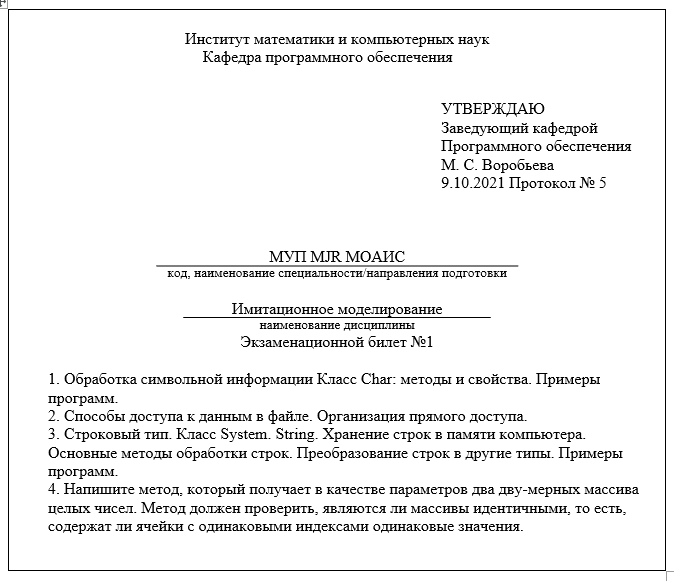 Институт математики и компьютерных наук
Кафедра программного обеспечения
УТВЕРЖДАЮ
Заведующий кафедрой
Программного обеспечения
М. С. Воробьева
9.10.2021 Протокол № 5
МУП MJR МОАИС
код, наименование специальности/направления подготовки
Имитационное моделирование
наименование дисциплины
Экзаменационной билет №1
1. Обработка символьной информации Класс Char: методы и свойства. Примеры
программ.
2. Способы доступа к данным в файле. Организация прямого доступа.
3. Строковый тип. Класс System. String. Хранение строк в памяти компьютера.
Основные методы обработки строк. Преобразование строк в другие типы. Примеры
программ.
4. Напишите метод, который получает в качестве параметров два дву-мерных массива
целых чисел. Метод должен проверить, являются ли массивы идентичными, то есть,
содержат ли ячейки с одинаковыми индексами одинаковые значения.